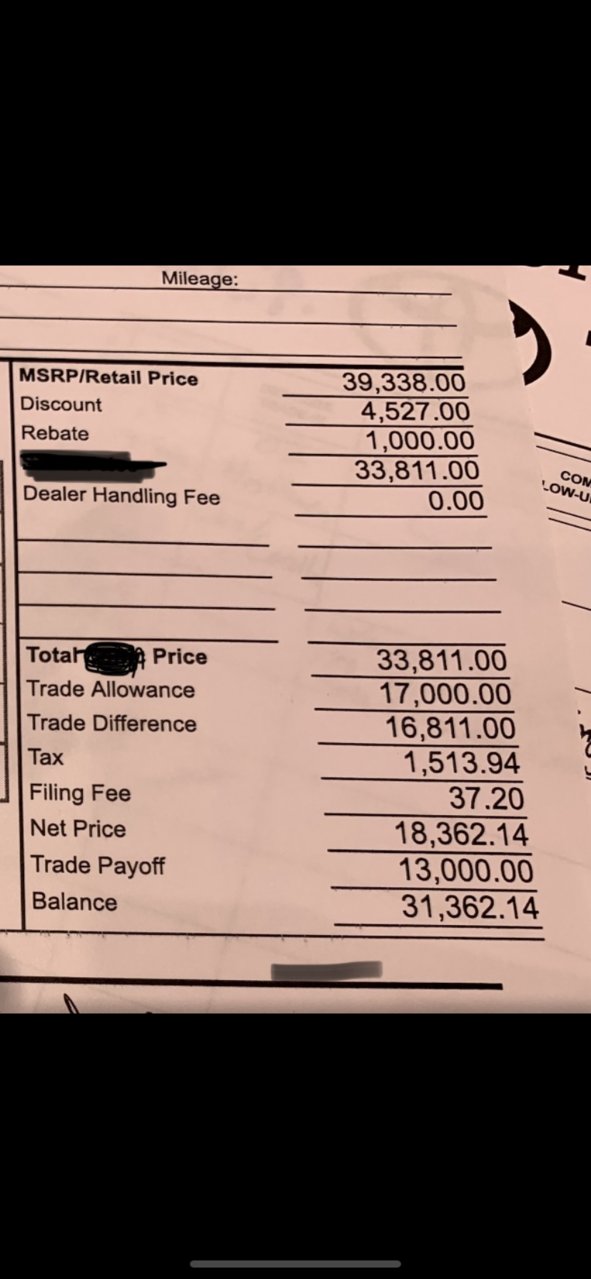 Mileage:
MSRP/Retail Price 39,338.00
Discount 4,527.00
Rebate 1,000.00
33,811.00
Dealer Handling Fee 0.00
Total Price 33,811.00
Trade Allowance 17,000.00
Trade Difference 16,811.00
Tax 1,513.94
Filing Fee 37.20
Net Price 18,362.14
Trade Payoff 13,000.00
Balance 31,362.14
COM
LOW-U